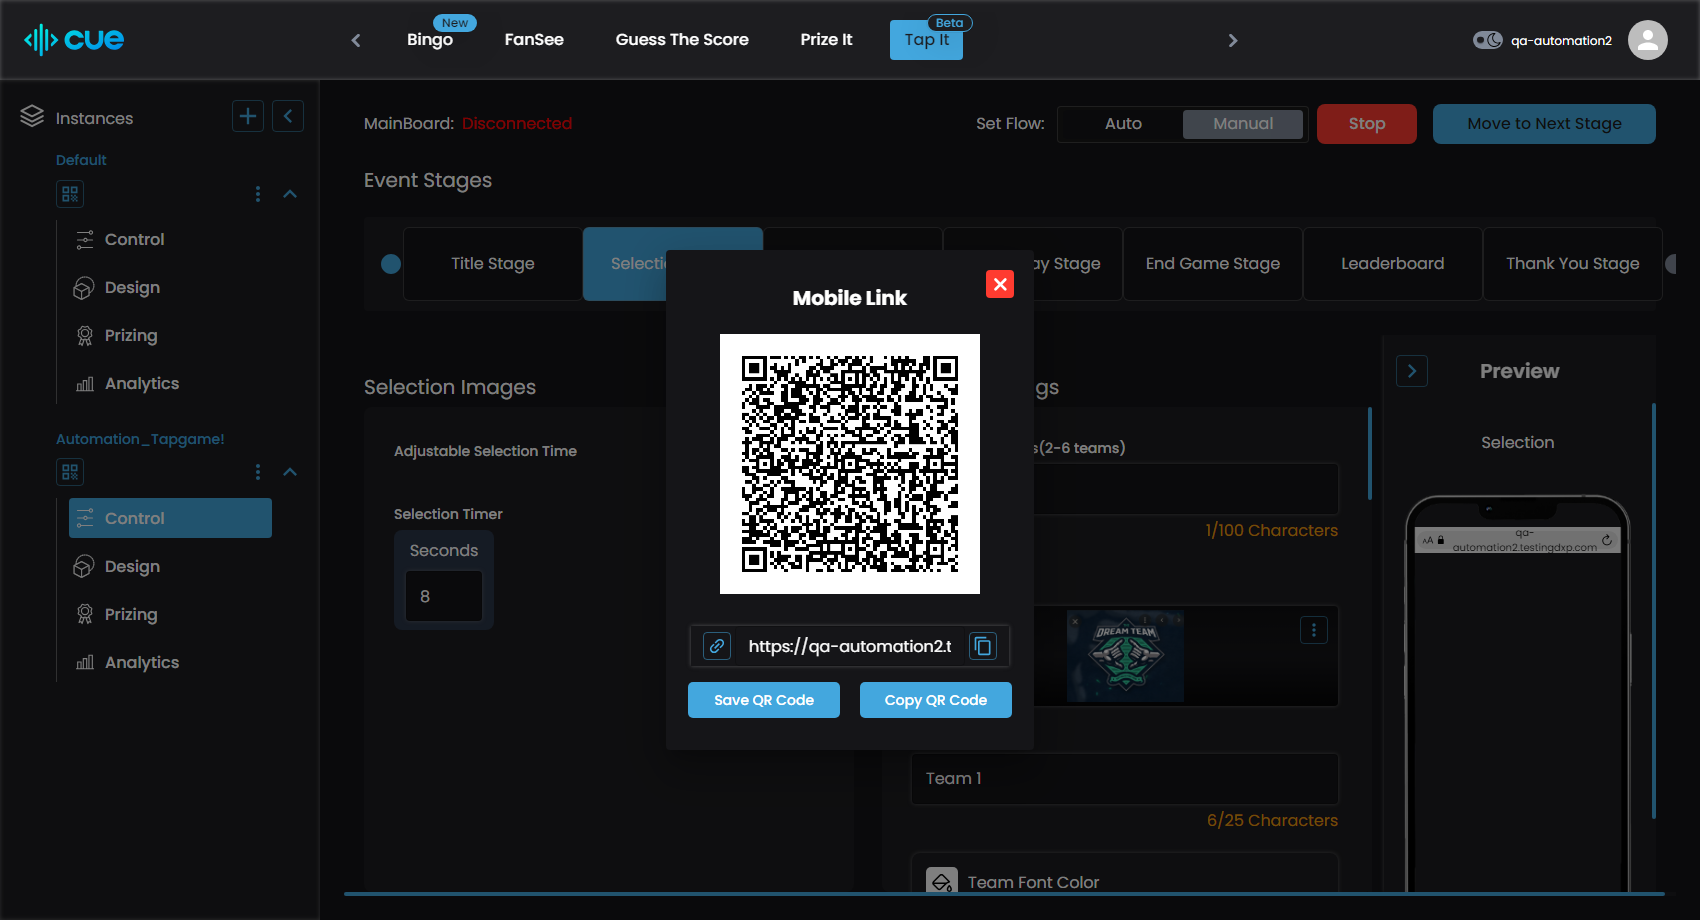 cue
New
Bingo
FanSee
Guess The Score
Prize It
Beta
Tap It
qa-automation2
Instances
Default
Control
Design
Prizing
Analytics
Automation_Tapgame!
Control
Design
Prizing
Analytics
MainBoard: Disconnected
Set Flow:
Auto
Manual
Stop
Move to Next Stage
Event Stages
Title Stage
Selecti
ay Stage
End Game Stage
Leaderboard
Thank You Stage
Selection Images
Adjustable Selection Time
Selection Timer
Seconds
8
Mobile Link
https://qa-automation2.t
Save QR Code
Copy QR Code
gs
s(2-6 teams)
1/100 Characters
DREAM TEAM
Team 1
6/25 Characters
Team Font Color
Preview
Selection
AA
qa-
automation2.testingdxp.com